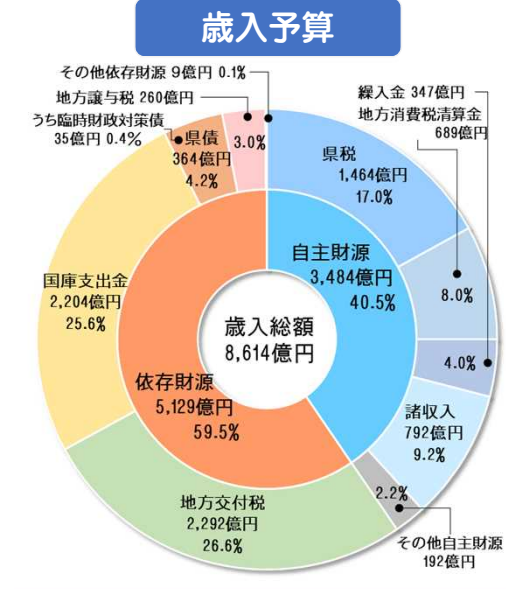 歳入予算
その他依存財源 9億円 0.1%
地方譲与税 260億円
3.0%
うち臨時財政対策債
35億円 0.4%
県債
364億円
4.2%
国庫支出金
2,204億円
25.6%
地方交付税
2,292億円
26.6%
依存財源
5,129億円
59.5%
歳入総額
8,614億円
自主財源
3,484億円
40.5%
県税
1,464億円
17.0%
繰入金 347億円
地方消費税清算金
689億円
8.0%
4.0%
諸収入
792億円
9.2%
2.2%
その他自主財源
192億円